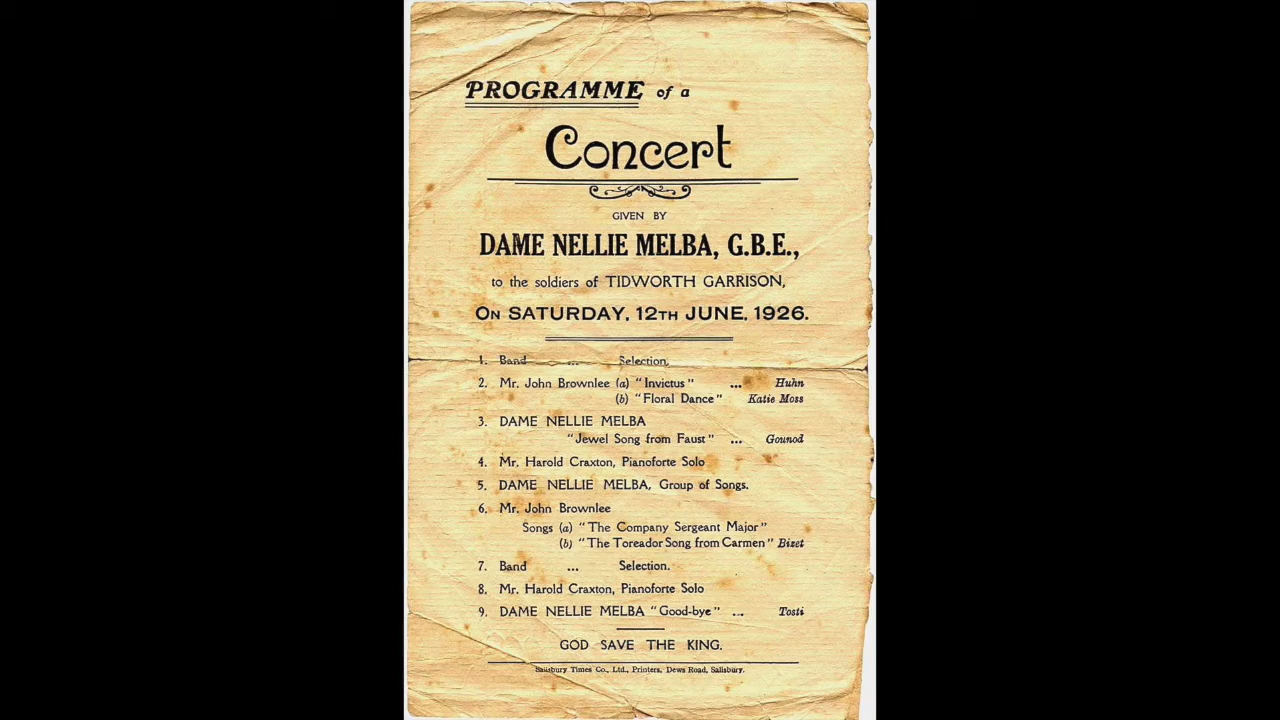 PROGRAMME of a
Concert
GIVEN BY
DAME NELLIE MELBA, G.B.E.,
to the soldiers of TIDWORTH GARRISON,
ON SATURDAY, 12TH JUNE, 1926.
1. Band ... Selection.
2. Mr. John Brownlee (a) "Invictus" ... Huhn
(b) "Floral Dance" Katie Moss
3. DAME NELLIE MELBA
"Jewel Song from Faust" ... Gounod
4. Mr. Harold Craxton, Pianoforte Solo
5. DAME NELLIE MELBA, Group of Songs.
6. Mr. John Brownlee
Songs (a) "The Company Sergeant Major"
(b) "The Toreador Song from Carmen" Bizet
7. Band ... Selection.
8. Mr. Harold Craxton, Pianoforte Solo
9. DAME NELLIE MELBA "Good-bye" ... Tosti
GOD SAVE THE KING.
Salisbury Times Co., Ltd., Printers, Dews Road, Salisbury.